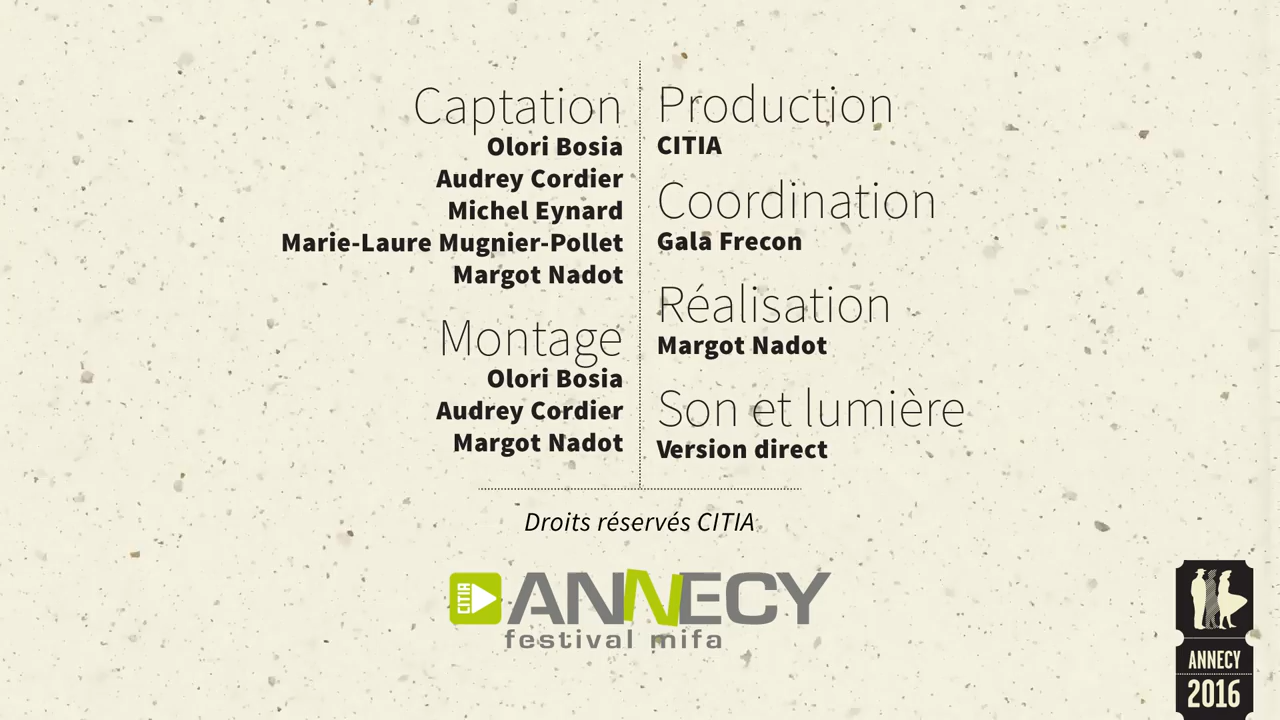 Captation
Olori Bosia
Audrey Cordier
Michel Eynard
Marie-Laure Mugnier-Pollet
Margot Nadot
Montage
Olori Bosia
Audrey Cordier
Margot Nadot
Production
CITIA
Coordination
Gala Frecon
Réalisation
Margot Nadot
Son et lumière
Version direct
Droits réservés CITIA
CITIA
ANNECY
festival mifa
ANNECY
2016